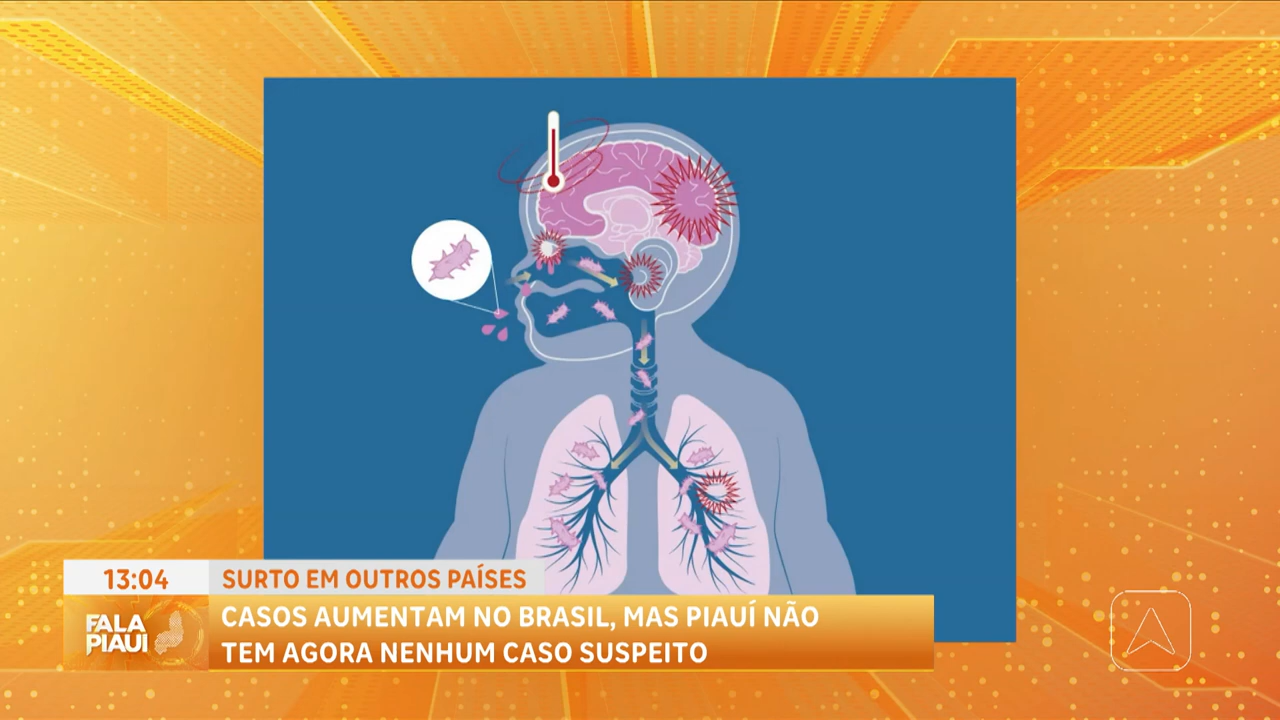 13:04
SURTO EM OUTROS PAÍSES
FALA
PIAUÍ
CASOS AUMENTAM NO BRASIL, MAS PIAUÍ NÃO
TEM AGORA NENHUM CASO SUSPEITO